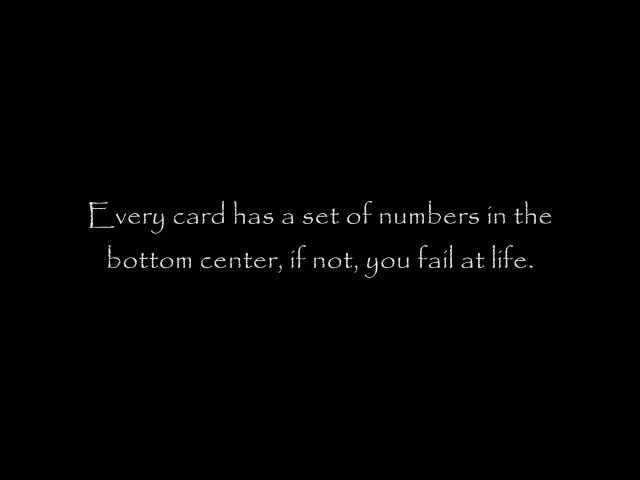 Every card has a set of numbers in the
bottom center, if not, you fail at life.